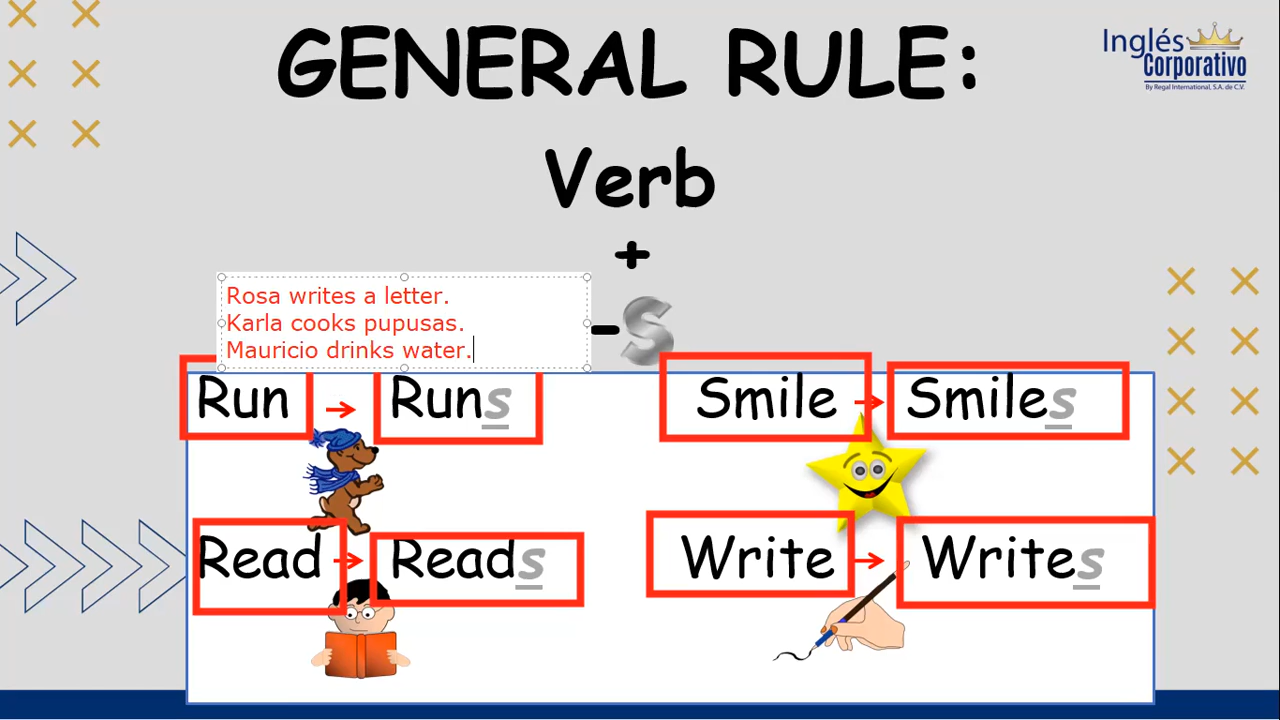 GENERAL RULE:
Inglés
Corporativo
By Regal International, S.A. de C.V.
Verb
+
-s
Rosa writes a letter.
Karla cooks pupusas.
Mauricio drinks water.
Run → Runs
Smile → Smiles
Read → Reads
Write → Writes